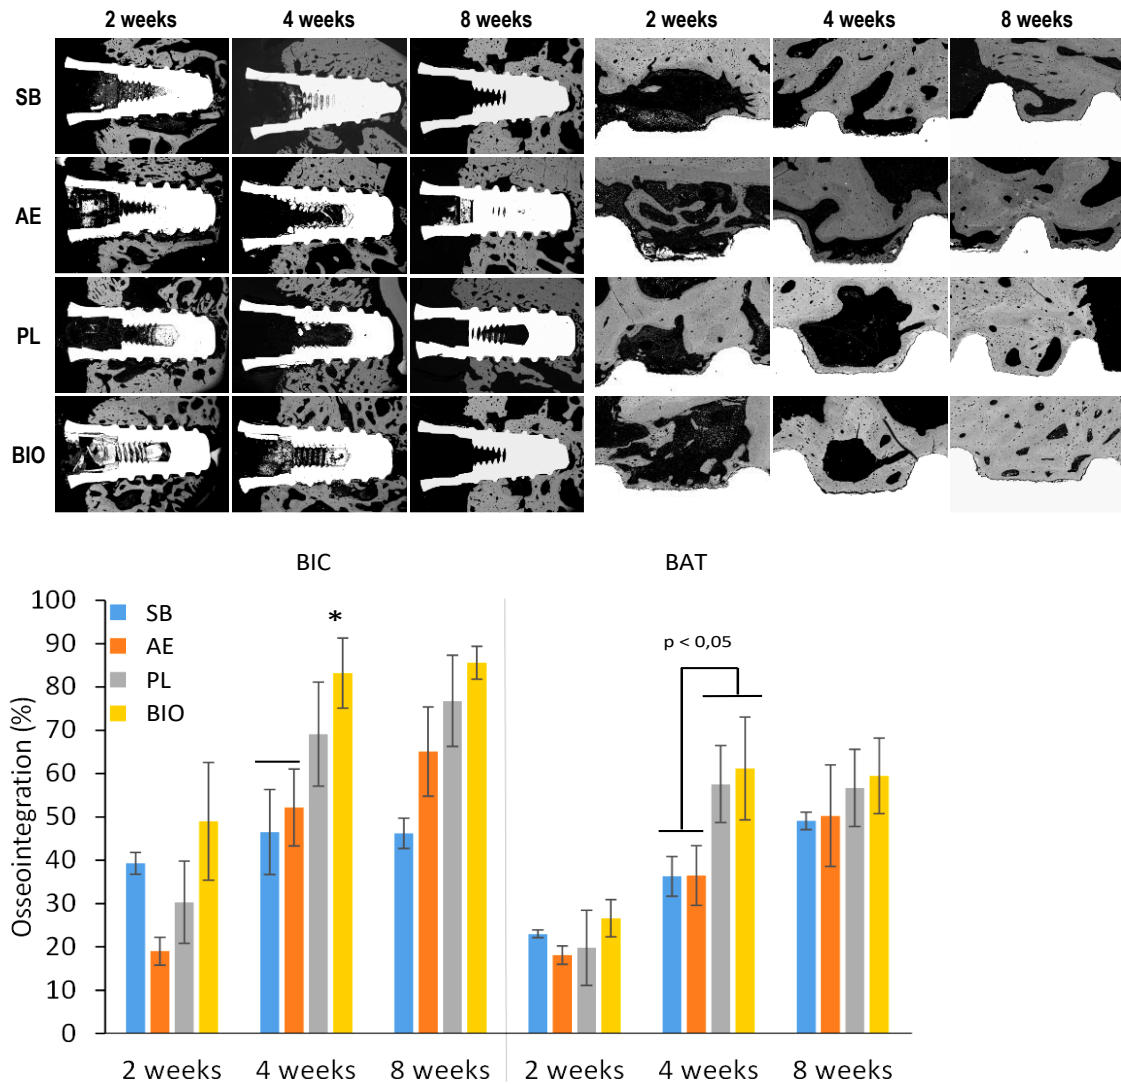 2 weeks 4 weeks 8 weeks 2 weeks 4 weeks 8 weeks
SB
AE
PL
BIO
BIC BAT
Osseointegration (%)
100
90
80
70
60
50
40
30
20
10
0
SB
AE
PL
BIO
*
p < 0,05
2 weeks 4 weeks 8 weeks 2 weeks 4 weeks 8 weeks